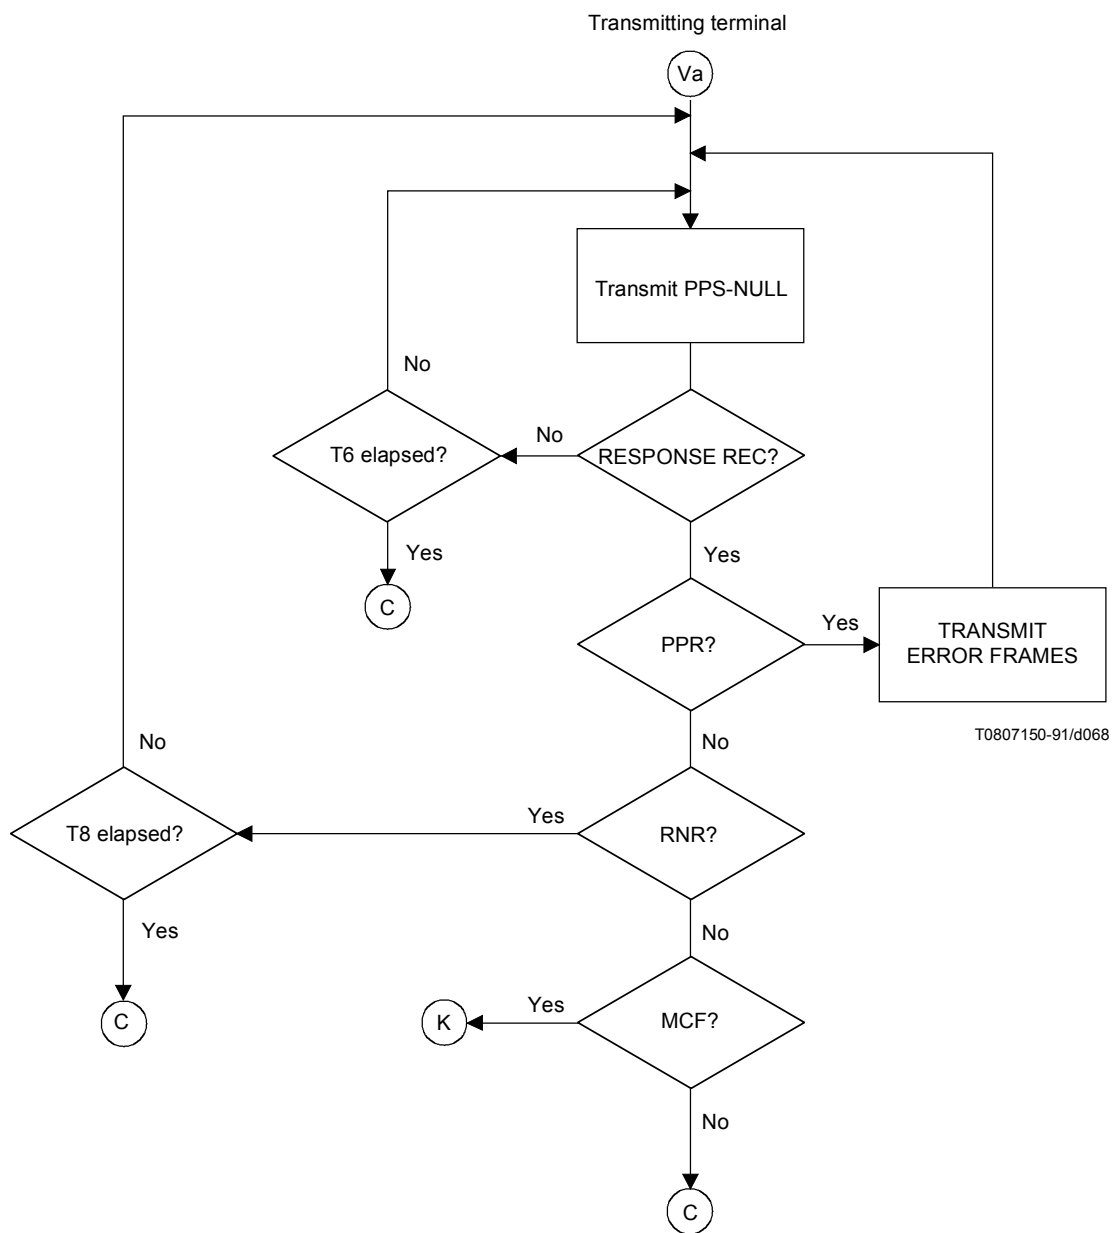 Transmitting terminal
Va
Transmit PPS-NULL
No
T6 elapsed?
No
RESPONSE REC?
Yes
Yes
C
PPR?
Yes
TRANSMIT
ERROR FRAMES
T0807150-91/d068
No
No
T8 elapsed?
Yes
RNR?
Yes
No
C
K
Yes
MCF?
No
C